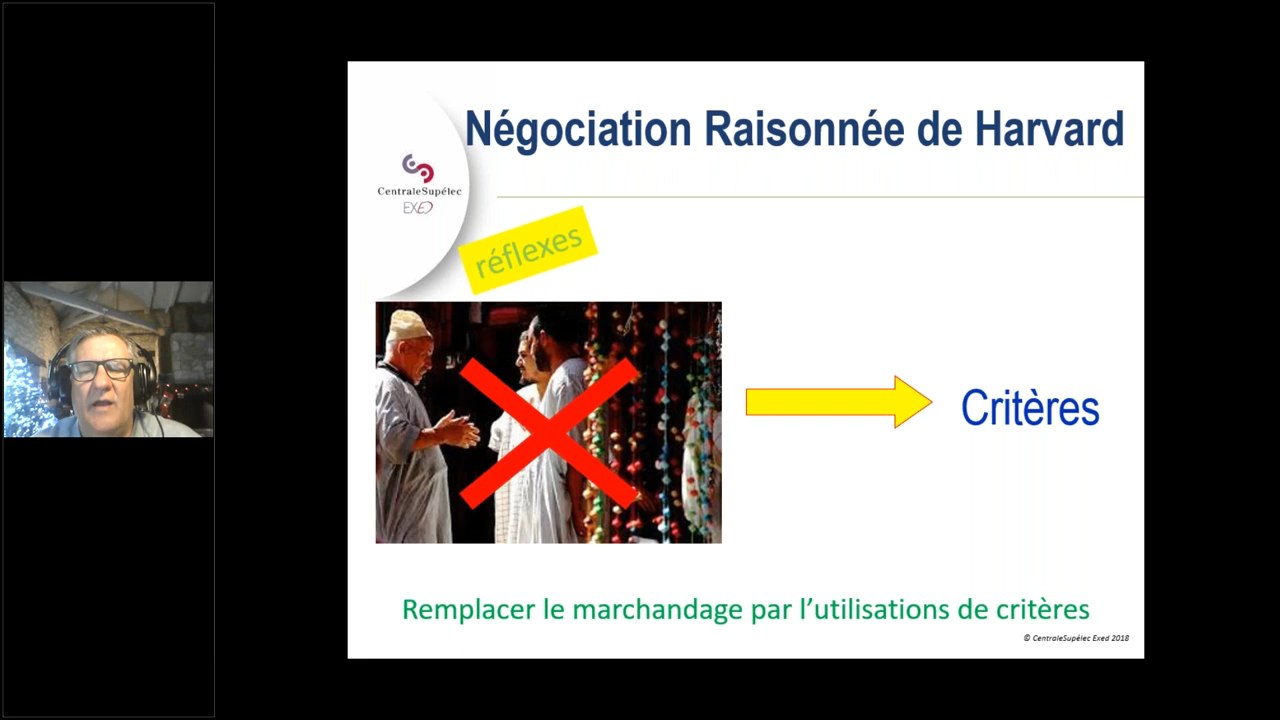 Négociation Raisonnée de Harvard
CentraleSupélec
EXED
réflexes
Critères
Remplacer le marchandage par l’utilisations de critères
© CentraleSupélec Exed 2018